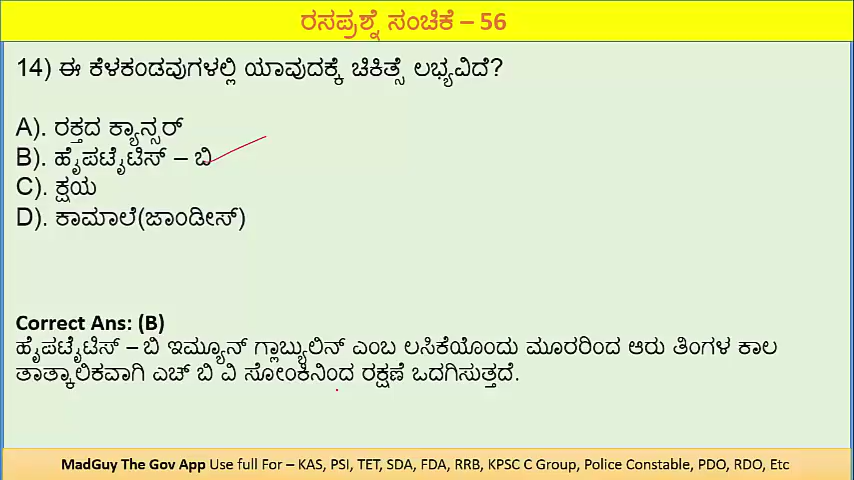 ರಸಪ್ರಶ್ನೆ ಸಂಚಿಕೆ – 56
14) ಈ ಕೆಳಕಂಡವುಗಳಲ್ಲಿ ಯಾವುದಕ್ಕೆ ಚಿಕಿತ್ಸೆ ಲಭ್ಯವಿದೆ?
A). ರಕ್ತದ ಕ್ಯಾನ್ಸರ್
B). ಹೈಪಟೈಟಿಸ್ – ಬಿ
C). ಕ್ಷಯ
D). ಕಾಮಾಲೆ(ಜಾಂಡೀಸ್)
Correct Ans: (B)
ಹೈಪಟೈಟಿಸ್ – ಬಿ ಇಮ್ಯೂನ್ ಗ್ಲಾಬ್ಯುಲಿನ್ ಎಂಬ ಲಸಿಕೆಯೊಂದು ಮೂರರಿಂದ ಆರು ತಿಂಗಳ ಕಾಲ
ತಾತ್ಕಾಲಿಕವಾಗಿ ಎಚ್ ಬಿ ವಿ ಸೋಂಕಿನಿಂದ ರಕ್ಷಣೆ ಒದಗಿಸುತ್ತದೆ.
MadGuy The Gov App Use full For – KAS, PSI, TET, SDA, FDA, RRB, KPSC C Group, Police Constable, PDO, RDO, Etc